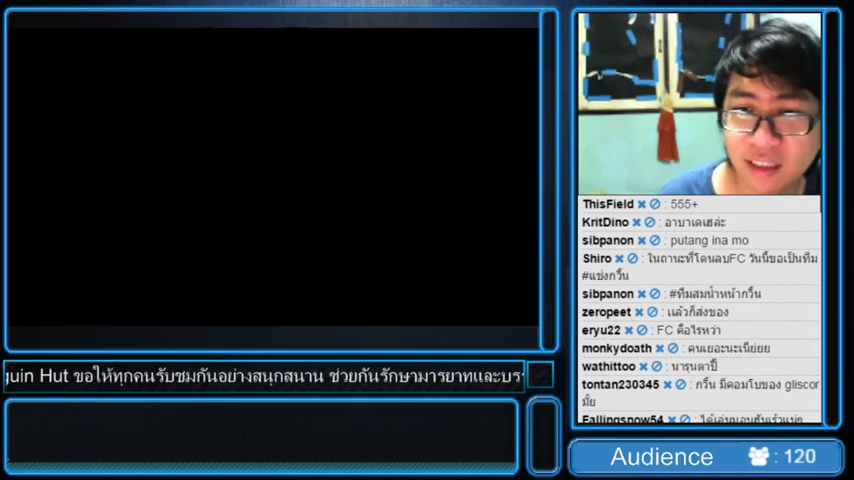 guin Hut ขอให้ทุกคนรับชมกันอย่างสนุกสนาน ช่วยกันรักษามารยาทและบร
ThisField : 555+
KritDino : อาบาเดเฮล่ะ
sibpanon : putang ina mo
Shiro : ในถานะที่โดนลบFC วันนี้ขอเป็นทีม
#แช่งกวิ้น
sibpanon : #ทีมสมน้ำหน้ากวิ้น
zeropeet : แล้วก็ส่งของ
eryu22 : FC คือไรหว่า
monkydoath : คนเยอะนะเนี่ยยย
wathittoo : นารุนตาปี๊
tontan230345 : กวิ้น มีคอมโบของ gliscor
มั้ย
Fallingsnow54 :
Audience : 120